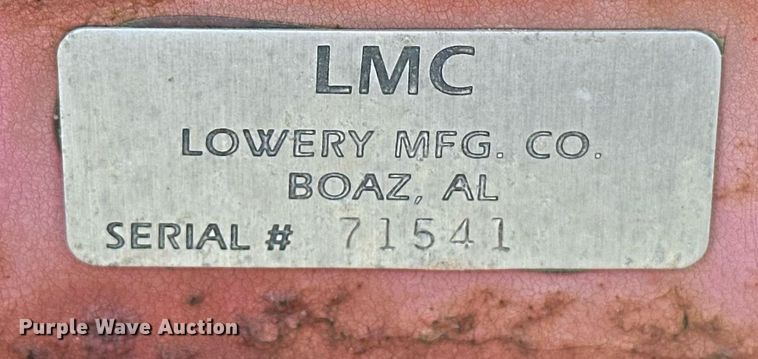 LMC
LOWERY MFG. CO.
BOAZ, AL
SERIAL # 71541
Purple Wave Auction